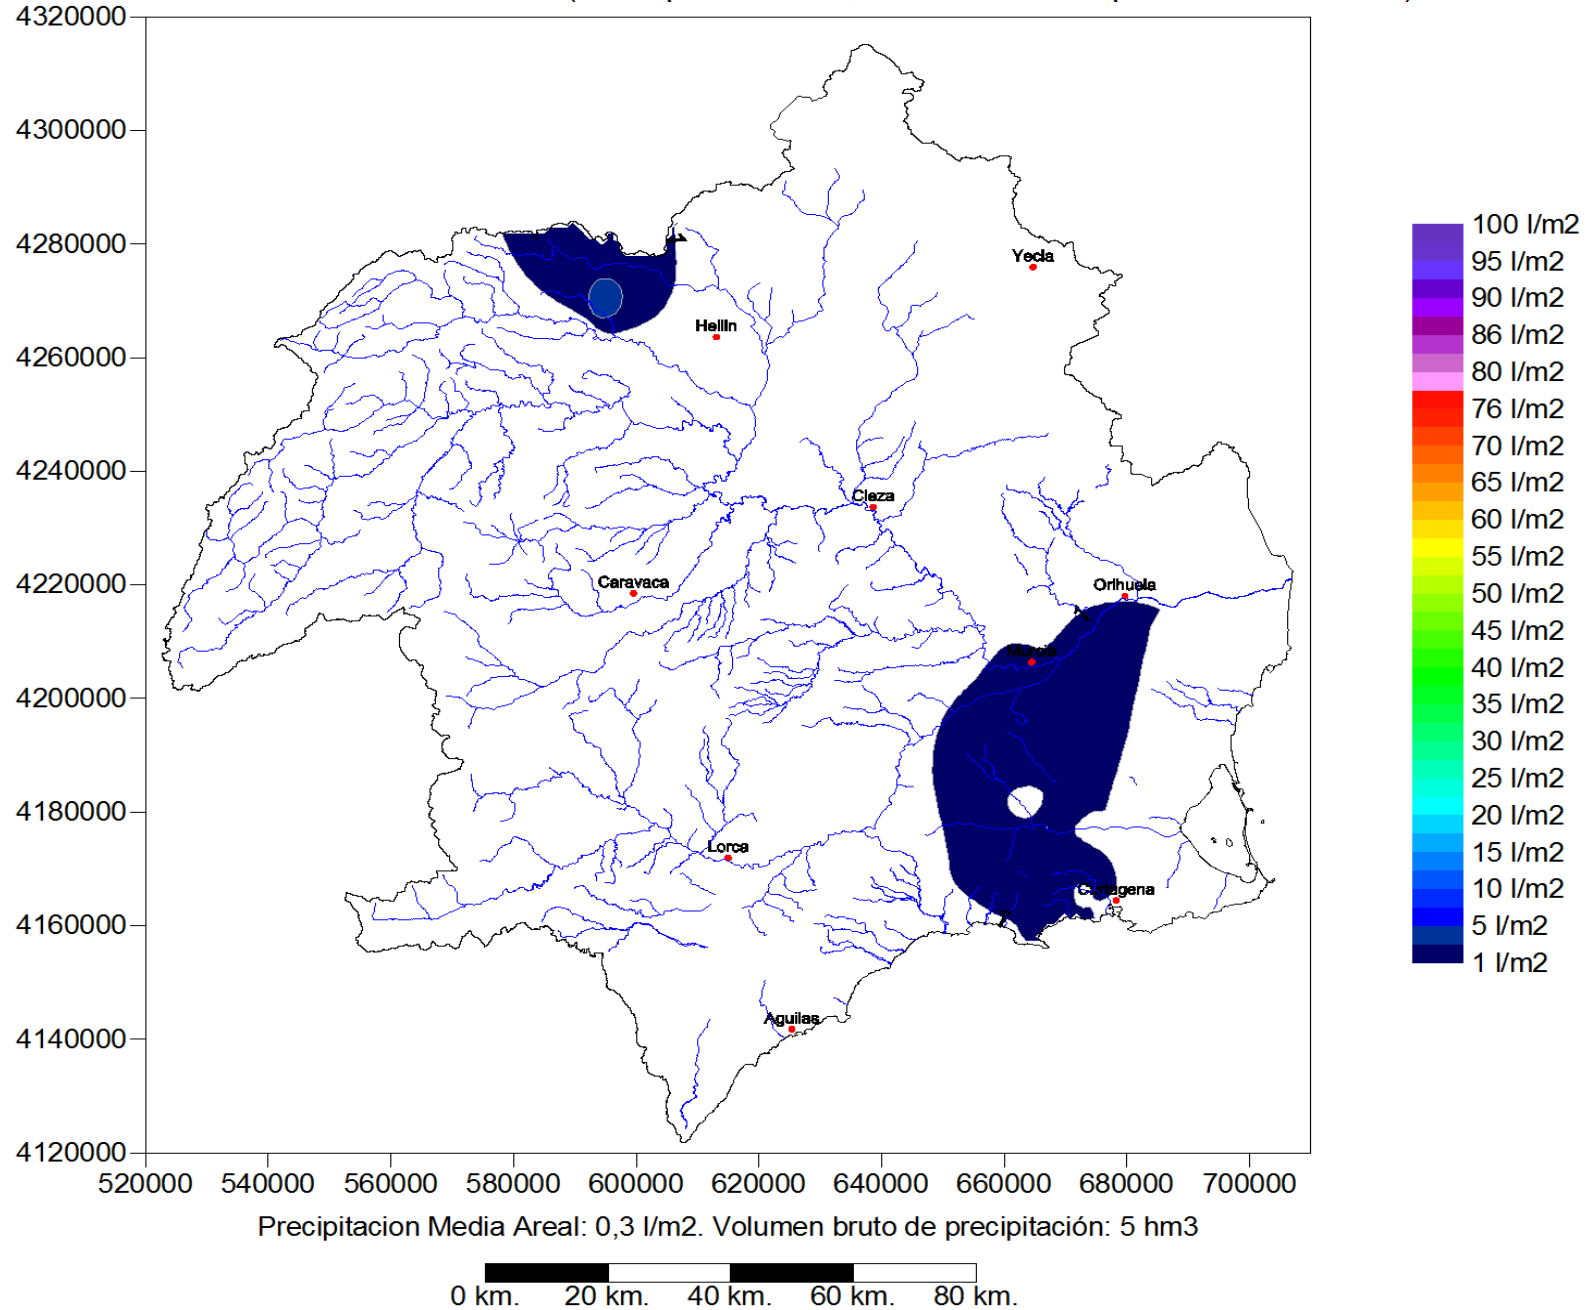 4320000
4300000
4280000
4260000
4240000
4220000
4200000
4180000
4160000
4140000
4120000
520000 540000 560000 580000 600000 620000 640000 660000 680000 700000
Yecla
Hellin
Cieza
Caravaca
Orihuela
Murcia
Lorca
Cartagena
Aguilas
1
100 l/m2
95 l/m2
90 l/m2
86 l/m2
80 l/m2
76 l/m2
70 l/m2
65 l/m2
60 l/m2
55 l/m2
50 l/m2
45 l/m2
40 l/m2
35 l/m2
30 l/m2
25 l/m2
20 l/m2
15 l/m2
10 l/m2
5 l/m2
1 l/m2
Precipitacion Media Areal: 0,3 l/m2. Volumen bruto de precipitación: 5 hm3
0 km. 20 km. 40 km. 60 km. 80 km.